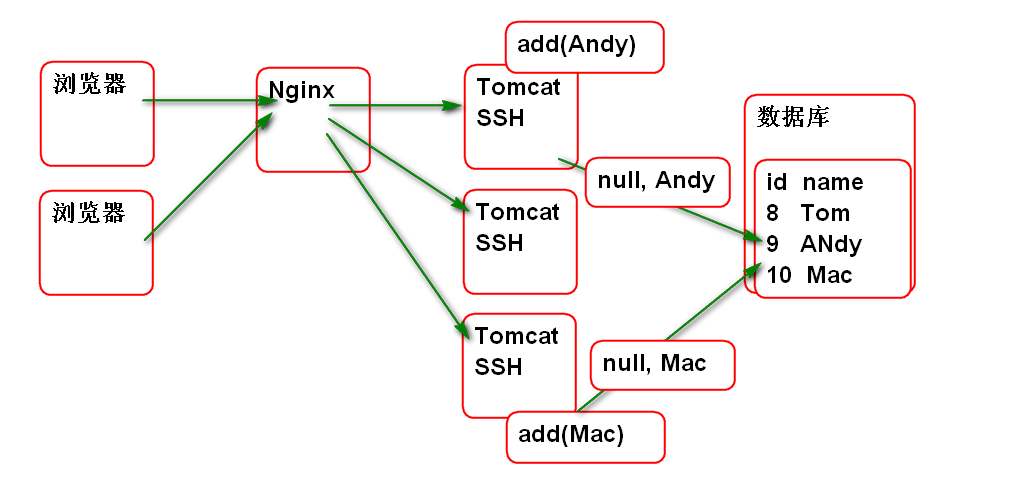 浏览器
浏览器
Nginx
add(Andy)
Tomcat
SSH
Tomcat
SSH
Tomcat
SSH
add(Mac)
null, Andy
null, Mac
数据库
id name
8 Tom
9 ANdy
10 Mac